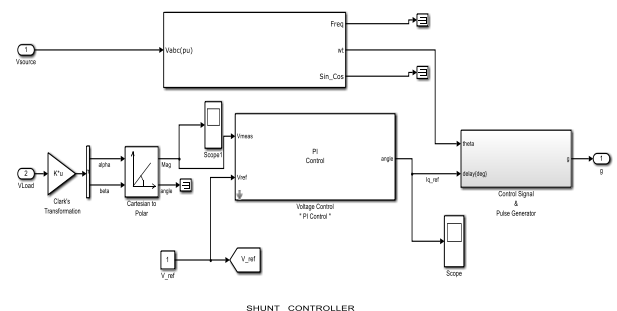 Freq
1
Vsource
Vabc(pu)
wt
Sin_Cos
Scope1
PI
Control
Vmeas
Vref
angle
Voltage Control
" PI Control "
2
VLoad
K*u
Clark's
Transformation
alpha
beta
Mag
angle
Cartesian to
Polar
theta
g
delay(deg)
1
g
Control Signal
&
Pulse Generator
Iq_ref
Scope
1
V_ref
V_ref
SHUNT CONTROLLER